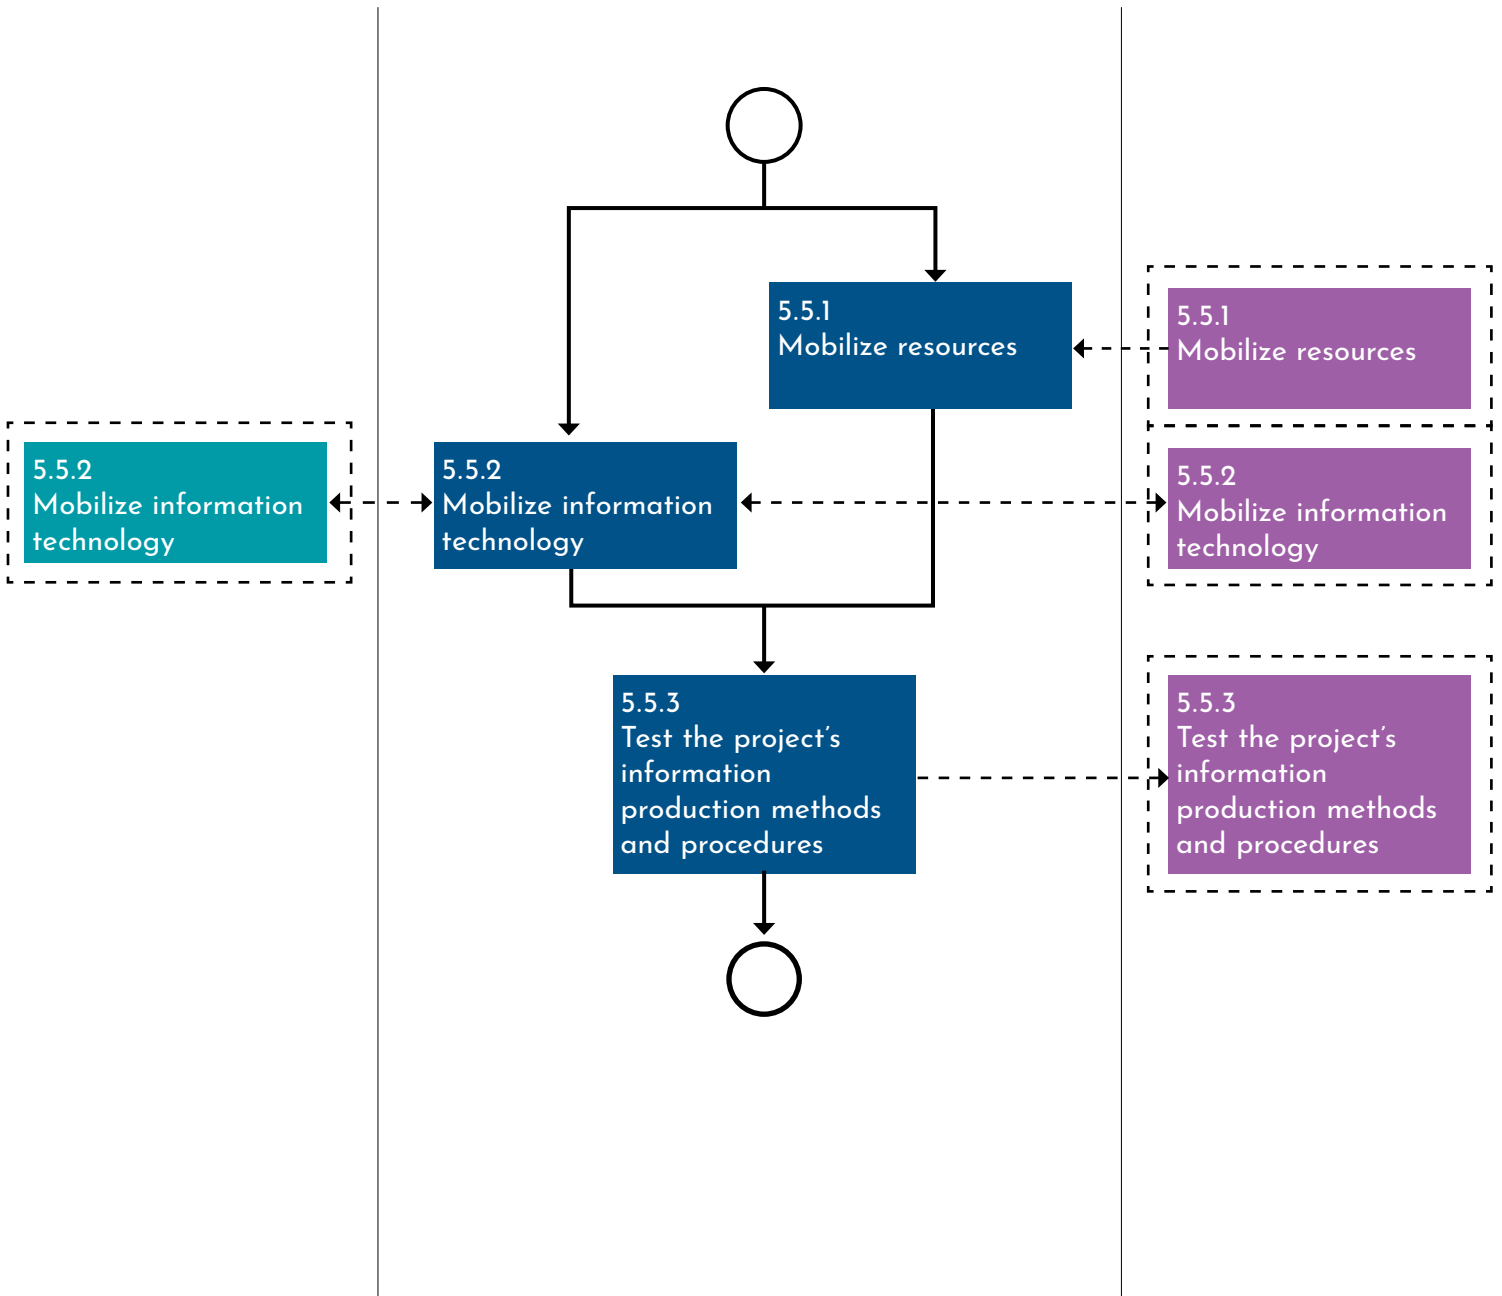 5.5.1
Mobilize resources
5.5.1
Mobilize resources
5.5.2
Mobilize information
technology
5.5.2
Mobilize information
technology
5.5.2
Mobilize information
technology
5.5.3
Test the project’s
information
production methods
and procedures
5.5.3
Test the project’s
information
production methods
and procedures